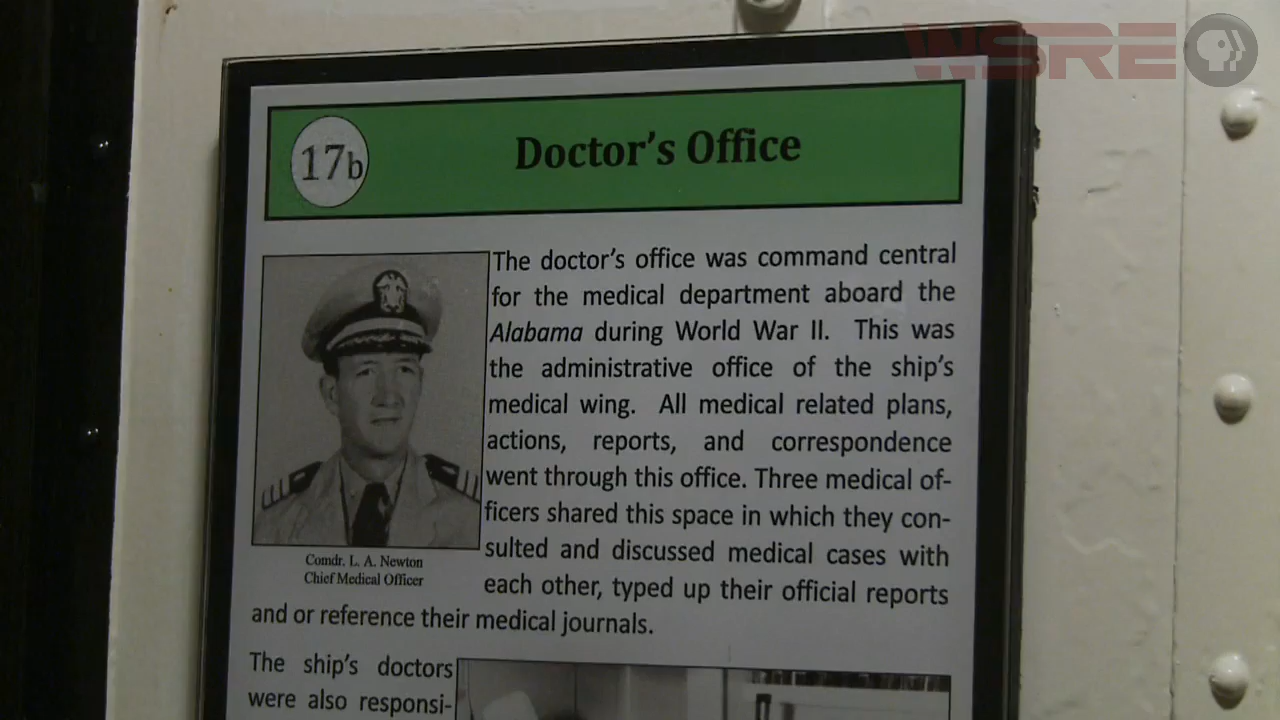 WSRE
17b
Doctor's Office
The doctor's office was command central
for the medical department aboard the
Alabama during World War II. This was
the administrative office of the ship's
medical wing. All medical related plans,
actions, reports, and correspondence
went through this office. Three medical of-
ficers shared this space in which they con-
sulted and discussed medical cases with
each other, typed up their official reports
and or reference their medical journals.
Comdr. L. A. Newton
Chief Medical Officer
The ship's doctors
were also responsi-